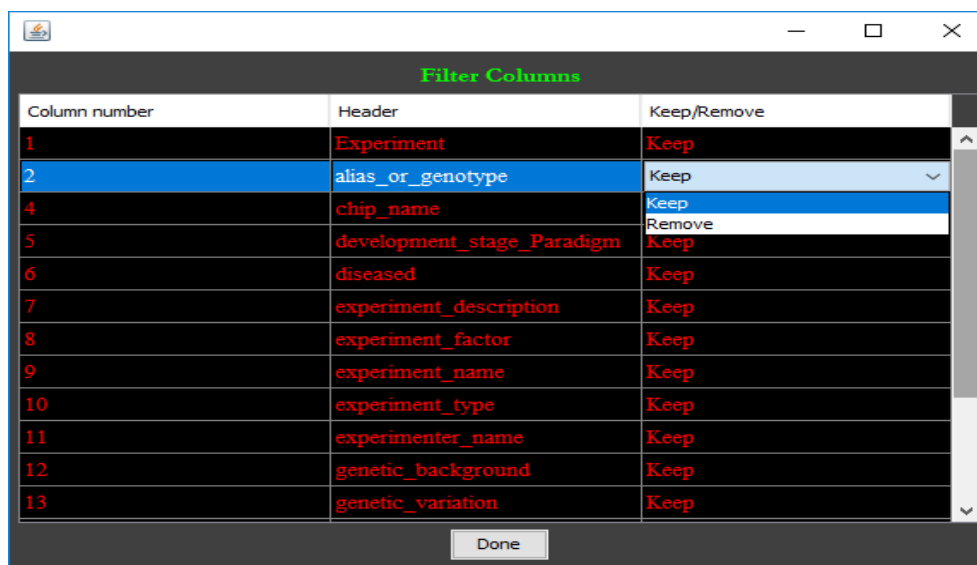 Filter Columns
Column number Header Keep/Remove
1 Experiment Keep
2 alias_or_genotype Keep
Keep
4 chip_name
Remove
5 development_stage_Paradigm Keep
6 diseased Keep
7 experiment_description Keep
8 experiment_factor Keep
9 experiment_name Keep
10 experiment_type Keep
11 experimenter_name Keep
12 genetic_background Keep
13 genetic_variation Keep
Done